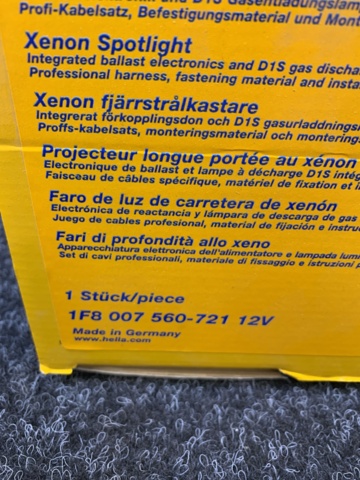 Profi-Kabelsatz, Befestigungsmaterial und
Xenon Spotlight
Integrated ballast electronics and D1S gas
Professional harness, fastening material and
Xenon fjärrstrålkastare
Integrerat förkopplingsdon och D1S
Proffs-kabelsats, monteringsmaterial och
Projecteur longue portée au xénon
Electronique de ballast et lampe à décharge D1S
Faisceau de câbles spécifique, matériel de fixation et
Faro de luz de carretera de xenón
Electrónica de reactancia y lámpara de descarga de gas
Juego de cables profesional, material de fijación e
Fari di profondità allo xeno
Apparecchiatura elettronica dell'alimentatore e lampada
Set di cavi professionali, materiale di fissaggio e istruzioni
1 Stück/piece
1F8 007 560-721 12V
Made in Germany
www.hella.com